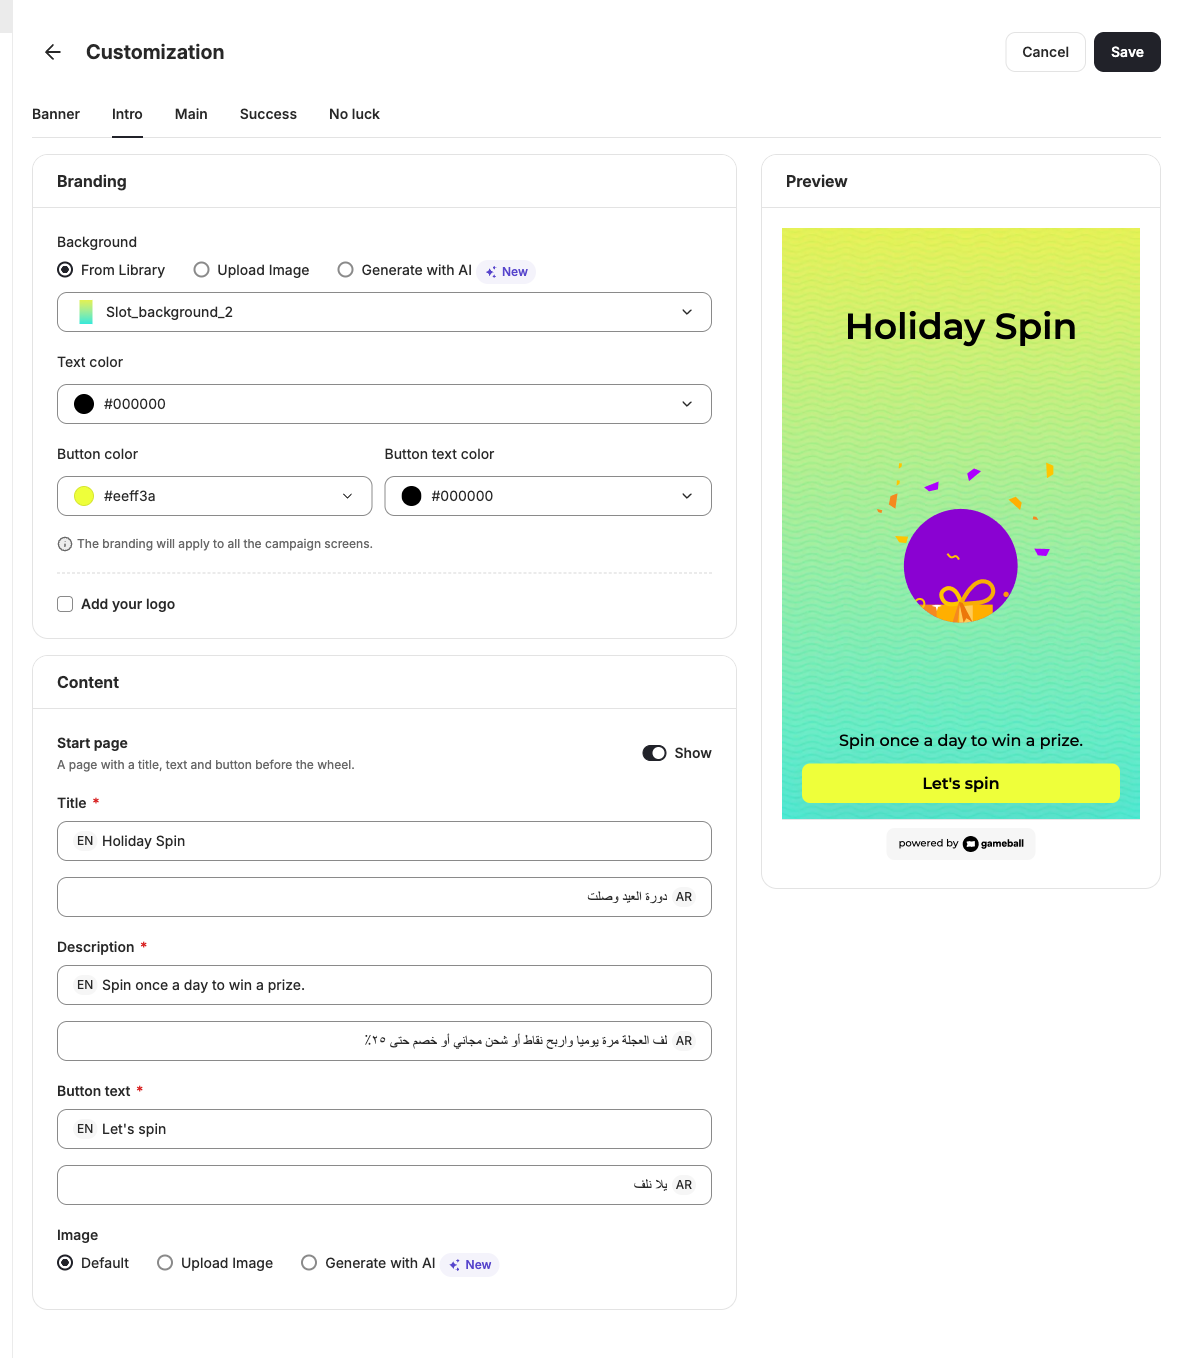 Customization
Cancel
Save
Banner
Intro
Main
Success
No luck
Branding
Background
From Library
Upload Image
Generate with AI
New
Slot_background_2
Text color
#000000
Button color
Button text color
#eeff3a
#000000
The branding will apply to all the campaign screens.
Add your logo
Content
Start page
A page with a title, text and button before the wheel.
Show
Title *
EN Holiday Spin
AR دورة العيد وصلت
Description *
EN Spin once a day to win a prize.
AR لف العجلة مرة يوميا واربح نقاط أو شحن مجاني أو خصم حتى ٢٥٪
Button text *
EN Let's spin
AR يلا نلف
Image
Default
Upload Image
Generate with AI
New
Preview
Holiday Spin
Spin once a day to win a prize.
Let's spin
powered by gameball